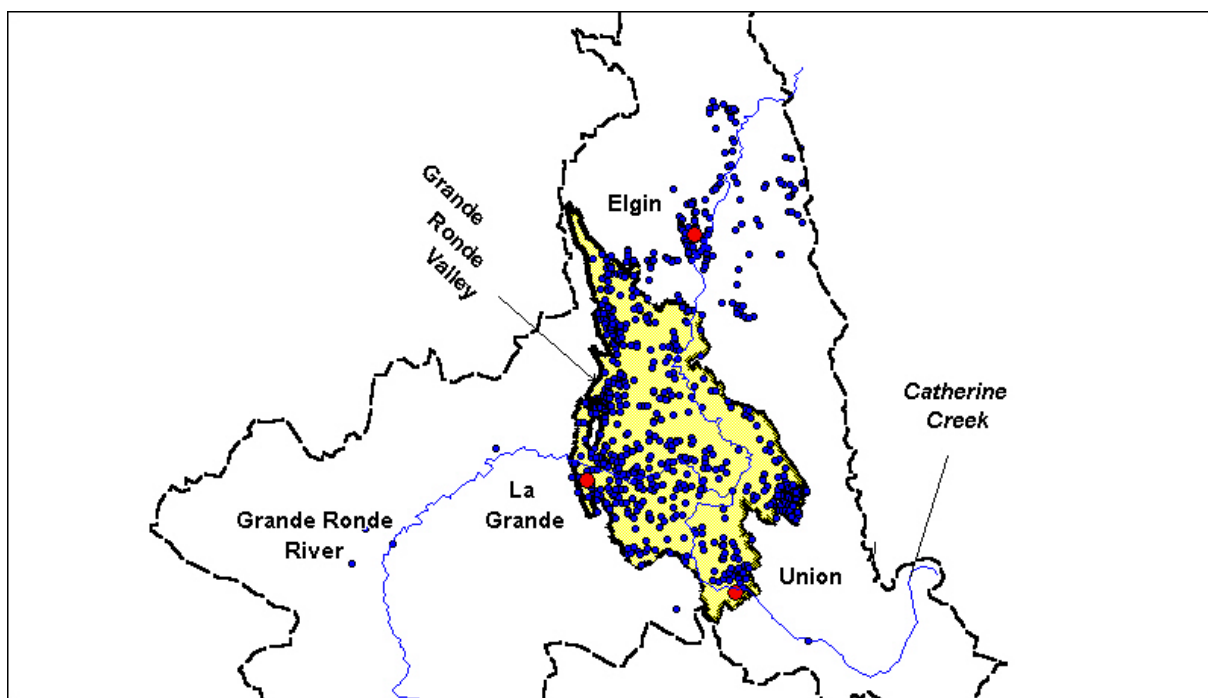 Grande
Ronde
Valley
Elgin
Catherine
Creek
La
Grande
Grande Ronde
River
Union